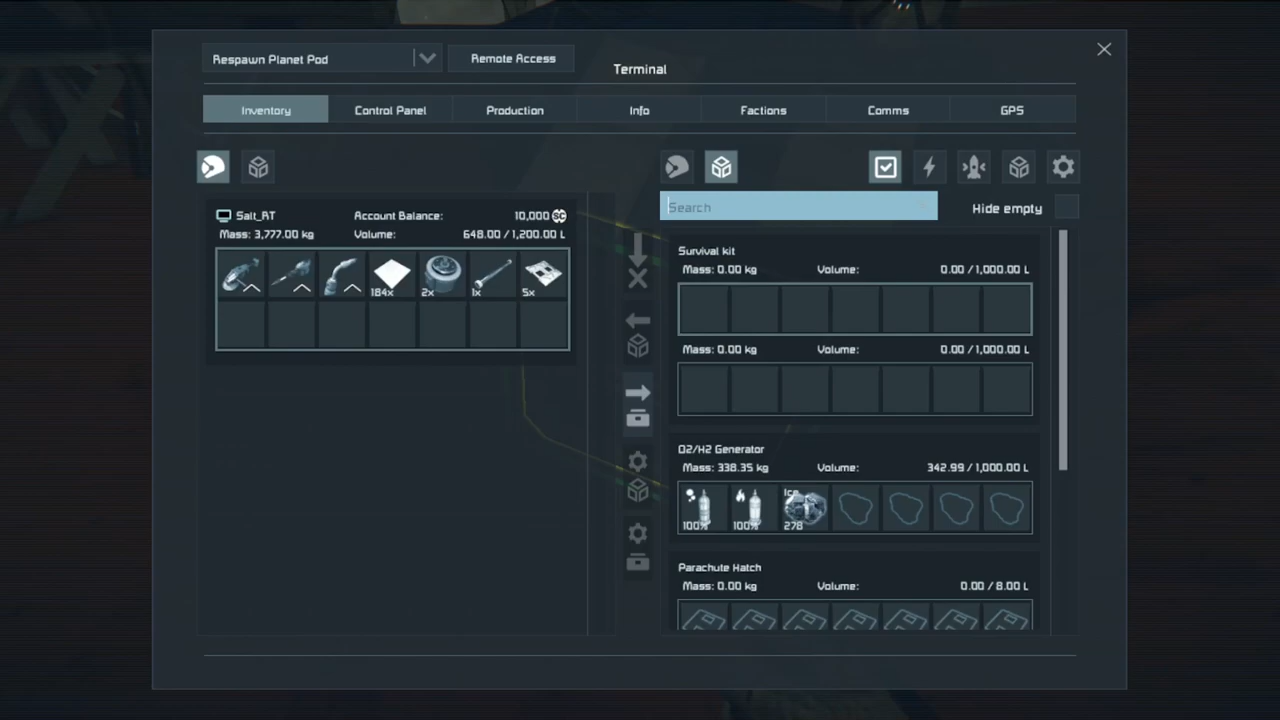 Respawn Planet Pod
Remote Access
Terminal
Inventory
Control Panel
Production
Info
Factions
Comms
GPS
Salt_RT
Account Balance: 10,000 SC
Mass: 3,777.00 kg Volume: 648.00 / 1,200.00 L
184x 2x 1x 5x
Search
Hide empty
Survival kit
Mass: 0.00 kg Volume: 0.00 / 1,000.00 L
Mass: 0.00 kg Volume: 0.00 / 1,000.00 L
O2/H2 Generator
Mass: 338.35 kg Volume: 342.99 / 1,000.00 L
Ice
100% 100% 278
Parachute Hatch
Mass: 0.00 kg Volume: 0.00 / 8.00 L